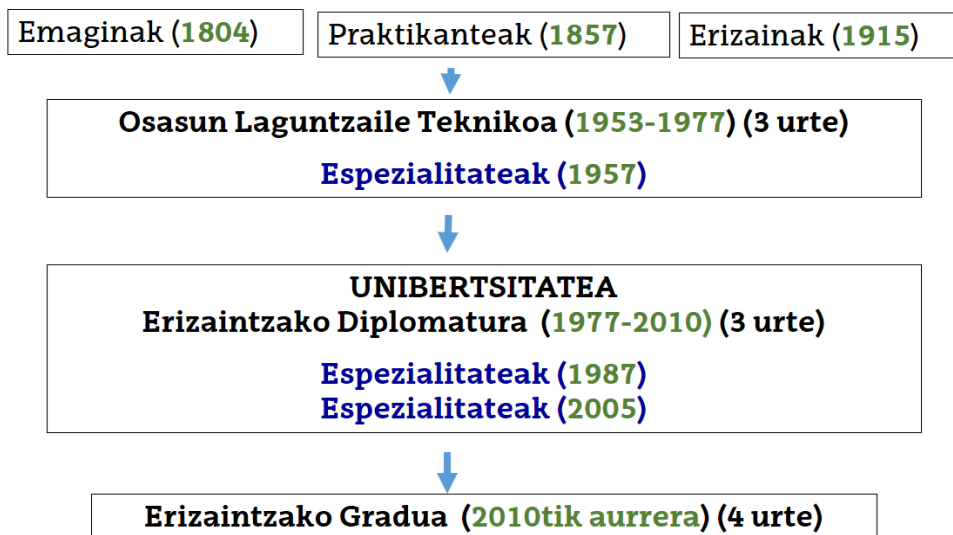 Emaginak (1804)
Praktikanteak (1857)
Erizainak (1915)
Osasun Laguntzaile Teknikoa (1953-1977) (3 urte)
Espezialitateak (1957)
UNIBERTSITATEA
Erizaintzako Diplomatura (1977-2010) (3 urte)
Espezialitateak (1987)
Espezialitateak (2005)
Erizaintzako Gradua (2010tik aurrera) (4 urte)